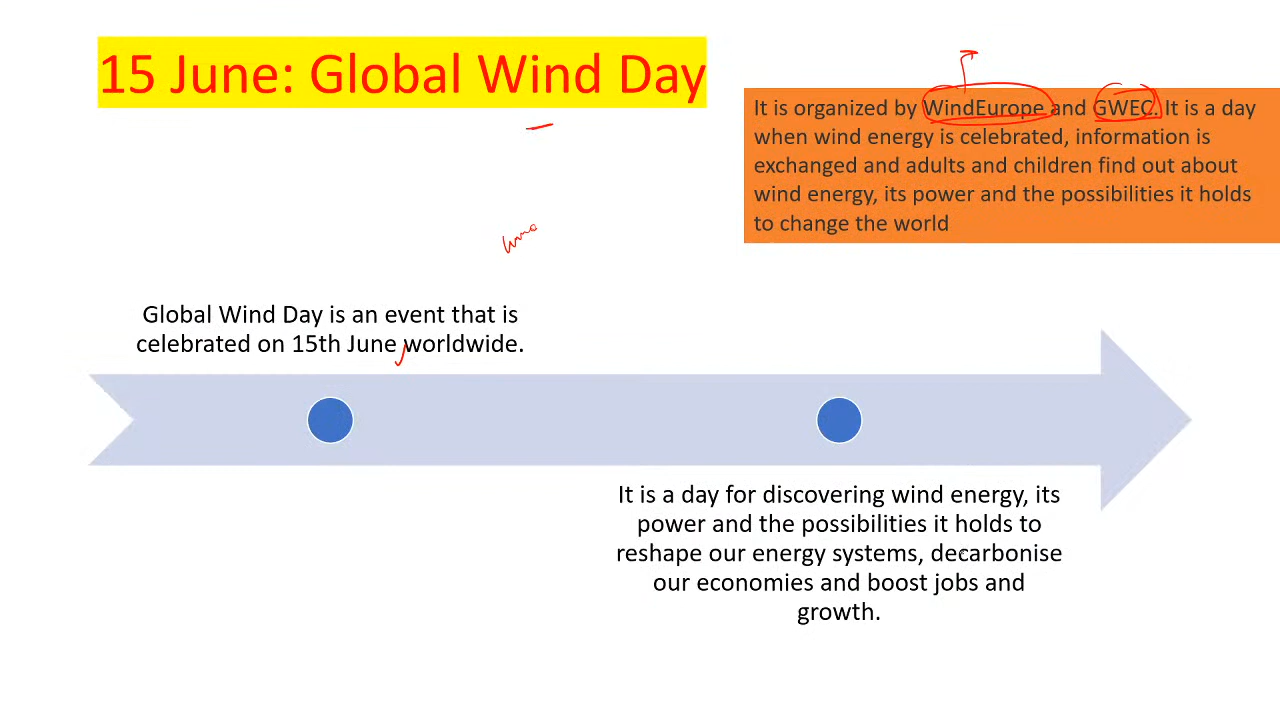 15 June: Global Wind Day
It is organized by WindEurope and GWEC. It is a day
when wind energy is celebrated, information is
exchanged and adults and children find out about
wind energy, its power and the possibilities it holds
to change the world
Global Wind Day is an event that is
celebrated on 15th June worldwide.
It is a day for discovering wind energy, its
power and the possibilities it holds to
reshape our energy systems, decarbonise
our economies and boost jobs and
growth.